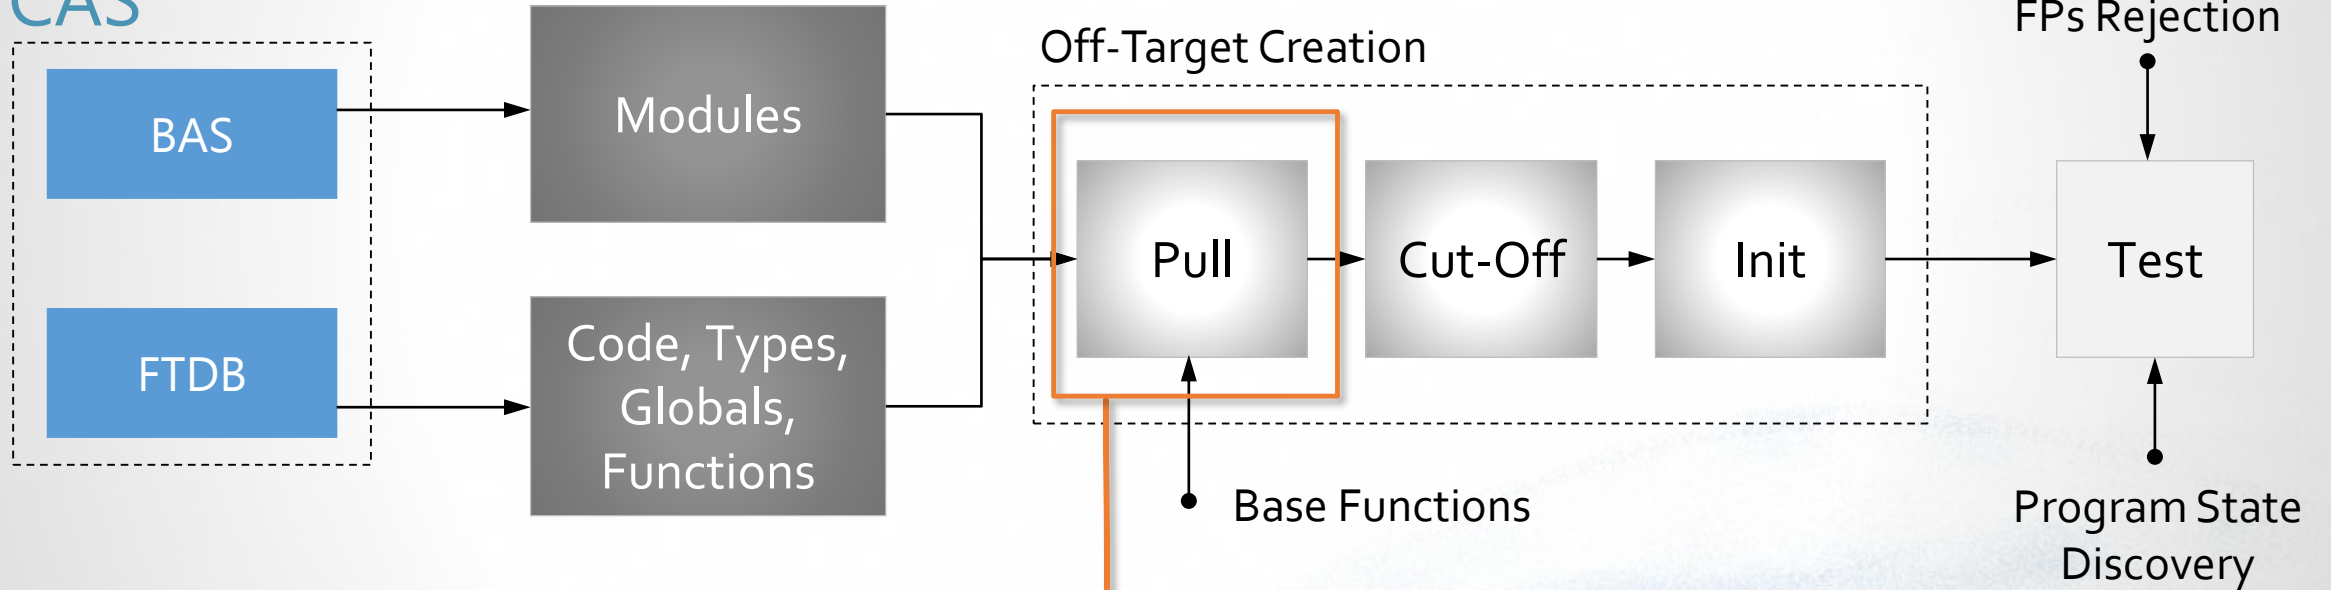 CAS
BAS
FTDB
Modules
Code, Types,
Globals,
Functions
Off-Target Creation
Pull
Cut-Off
Init
Base Functions
FPs Rejection
Test
Program State
Discovery